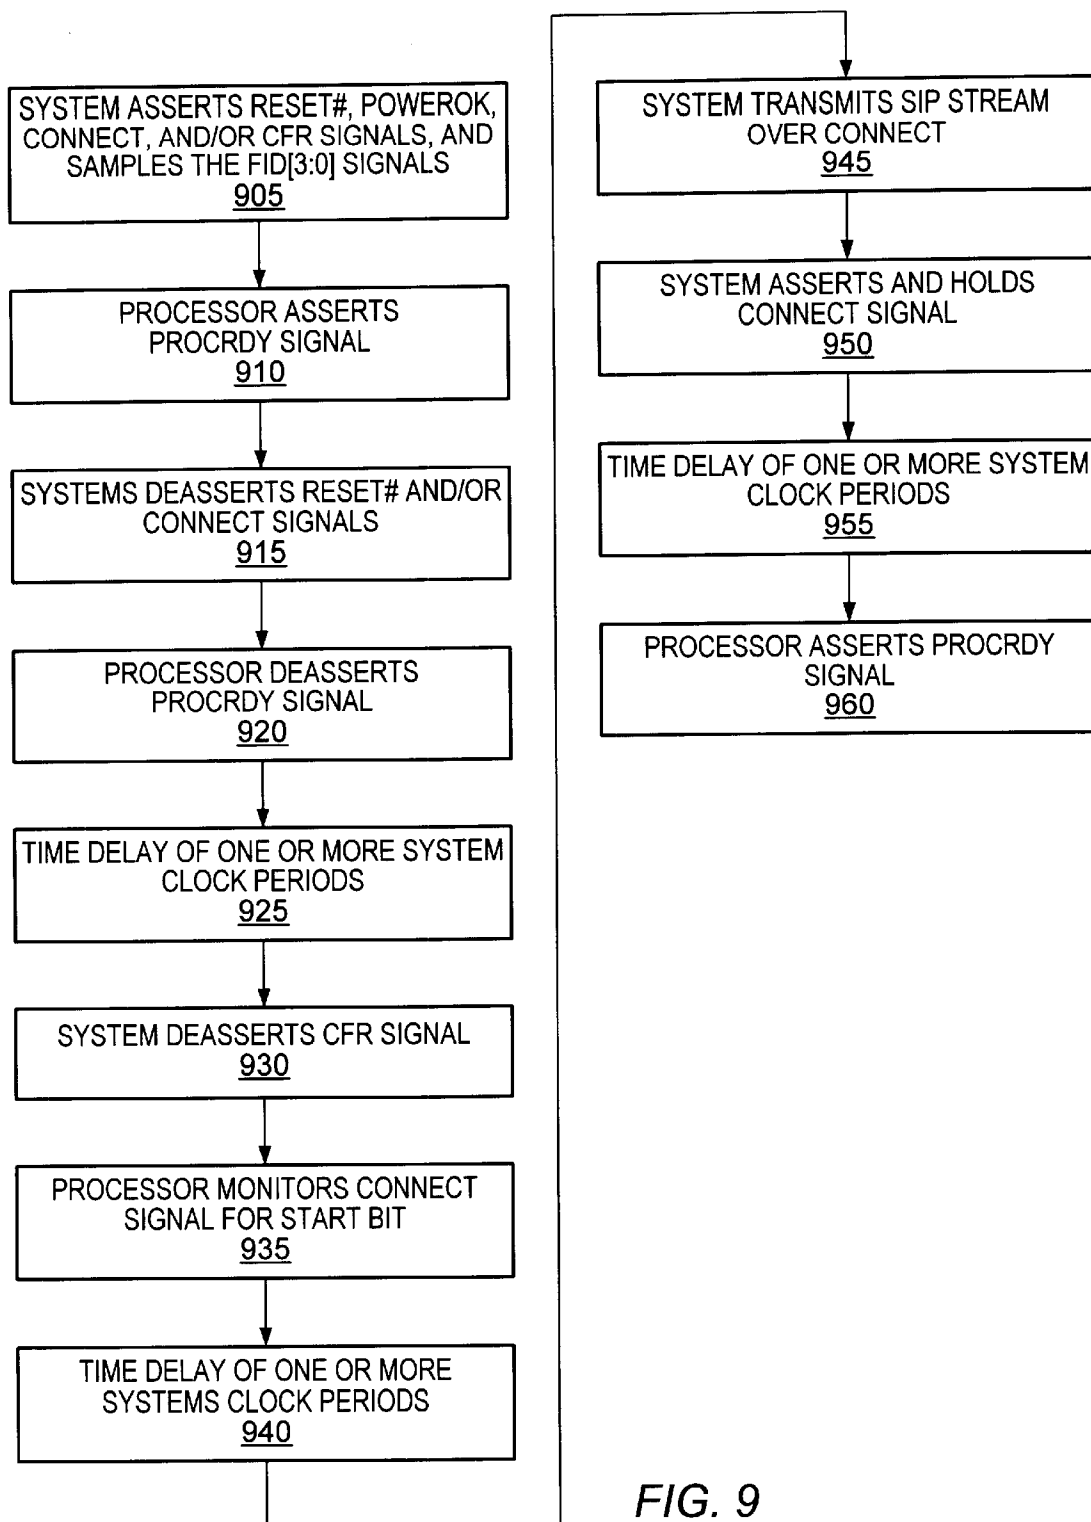 SYSTEM ASSERTS RESET#, POWEROK,
CONNECT, AND/OR CFR SIGNALS, AND
SAMPLES THE FID[3:0] SIGNALS
905
PROCESSOR ASSERTS
PROCRDY SIGNAL
910
SYSTEMS DEASSERTS RESET# AND/OR
CONNECT SIGNALS
915
PROCESSOR DEASSERTS
PROCRDY SIGNAL
920
TIME DELAY OF ONE OR MORE SYSTEM
CLOCK PERIODS
925
SYSTEM DEASSERTS CFR SIGNAL
930
PROCESSOR MONITORS CONNECT
SIGNAL FOR START BIT
935
TIME DELAY OF ONE OR MORE
SYSTEMS CLOCK PERIODS
940
SYSTEM TRANSMITS SIP STREAM
OVER CONNECT
945
SYSTEM ASSERTS AND HOLDS
CONNECT SIGNAL
950
TIME DELAY OF ONE OR MORE SYSTEM
CLOCK PERIODS
955
PROCESSOR ASSERTS PROCRDY
SIGNAL
960
FIG. 9